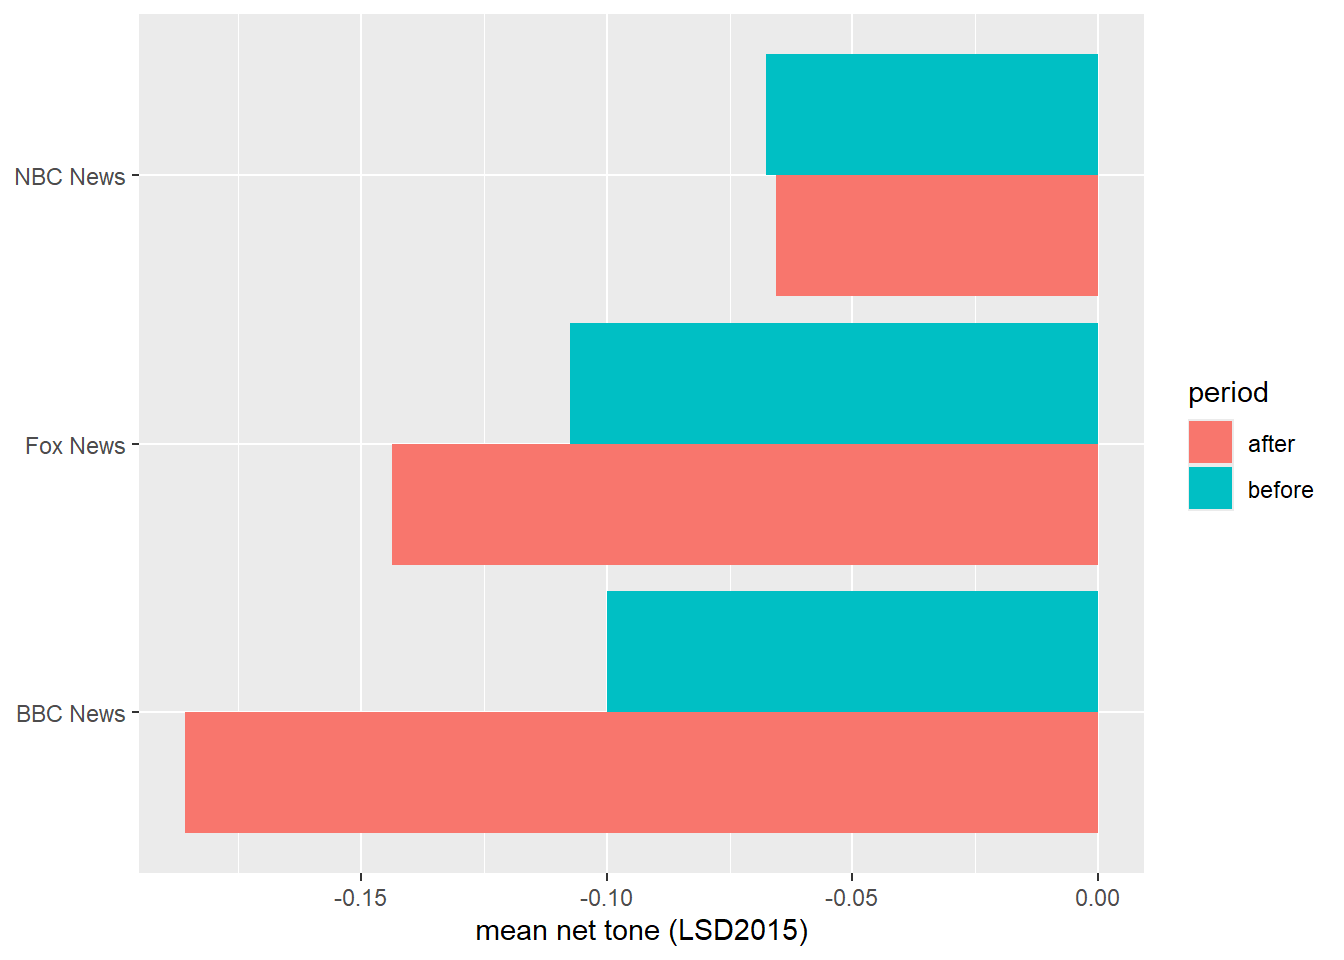 NBC News
Fox News
BBC News
-0.15
-0.10
-0.05
0.00
mean net tone (LSD2015)
period
after
before